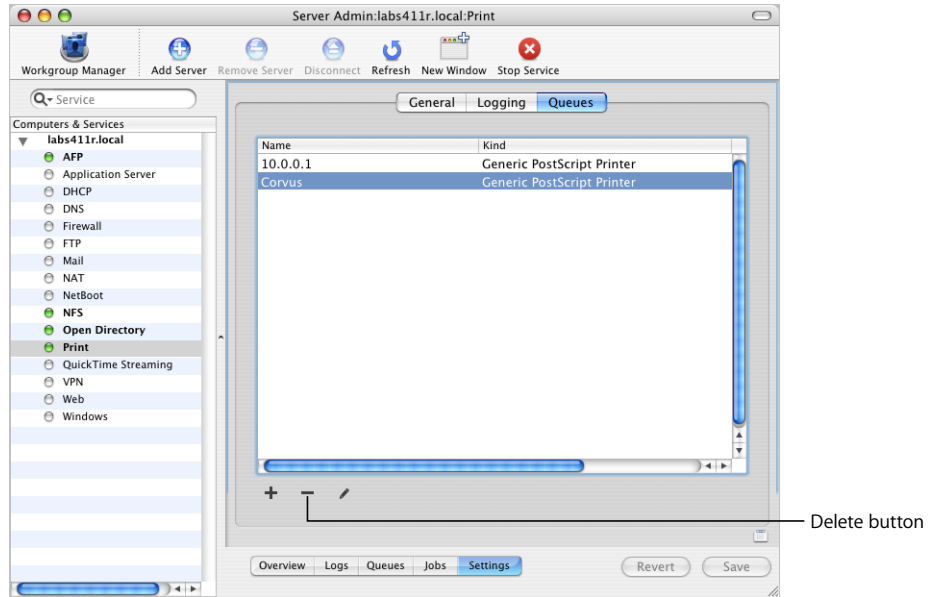 Server Admin:labs411r.local:Print
Workgroup Manager Add Server Remove Server Disconnect Refresh New Window Stop Service
Service
Computers & Services
labs411r.local
AFP
Application Server
DHCP
DNS
Firewall
FTP
Mail
NAT
NetBoot
NFS
Open Directory
Print
QuickTime Streaming
VPN
Web
Windows
General Logging Queues
Name Kind
10.0.0.1 Generic PostScript Printer
Corvus Generic PostScript Printer
Delete button
Overview Logs Queues Jobs Settings Revert Save